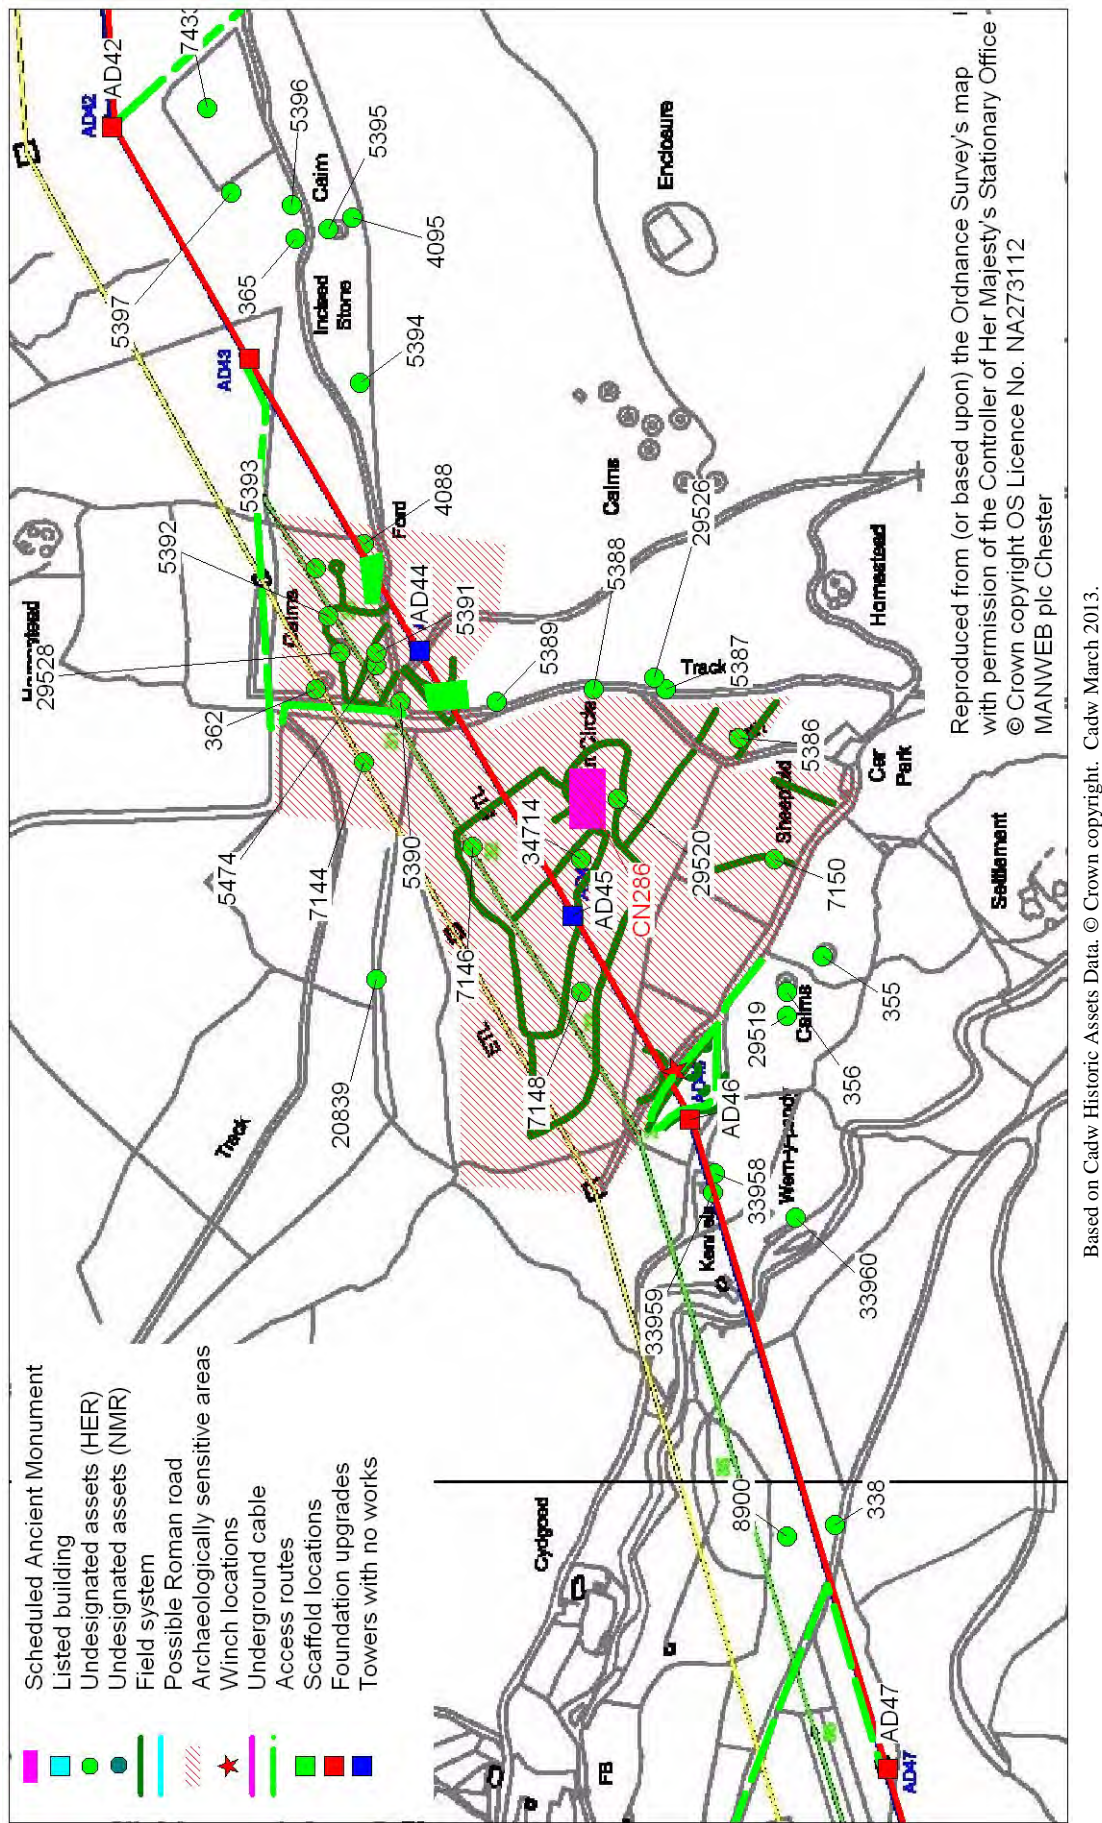 Scheduled Ancient Monument
Listed building
Undesignated assets (HER)
Undesignated assets (NMR)
Field system
Possible Roman road
Archaeologically sensitive areas
Winch locations
Underground cable
Access routes
Scaffold locations
Foundation upgrades
Towers with no works
AD42
AD42
7433
5396
Cairn
5395
4095
5397
365
Incised
Stone
5394
AD43
5393
5392
4088
Ford
AD44
5391
29528
Cairns
362
5389
5388
Cairns
29526
Enclosure
Homestead
Track
5387
5386
Car
Park
Sheepfold
Circle
5474
7144
5390
34714
AD45
CN286
29520
7150
Settlement
355
29519
Cairns
356
7146
ETL
7148
20839
Track
AD46
33958
33959
Kennels
33960
Cydgoed
8900
338
FB
AD47
AD47
Reproduced from (or based upon) the Ordnance Survey's map
with permission of the Controller of Her Majesty's Stationary Office
© Crown copyright OS Licence No. NA273112
MANWEB plc Chester
Based on Cadw Historic Assets Data. © Crown copyright. Cadw March 2013.